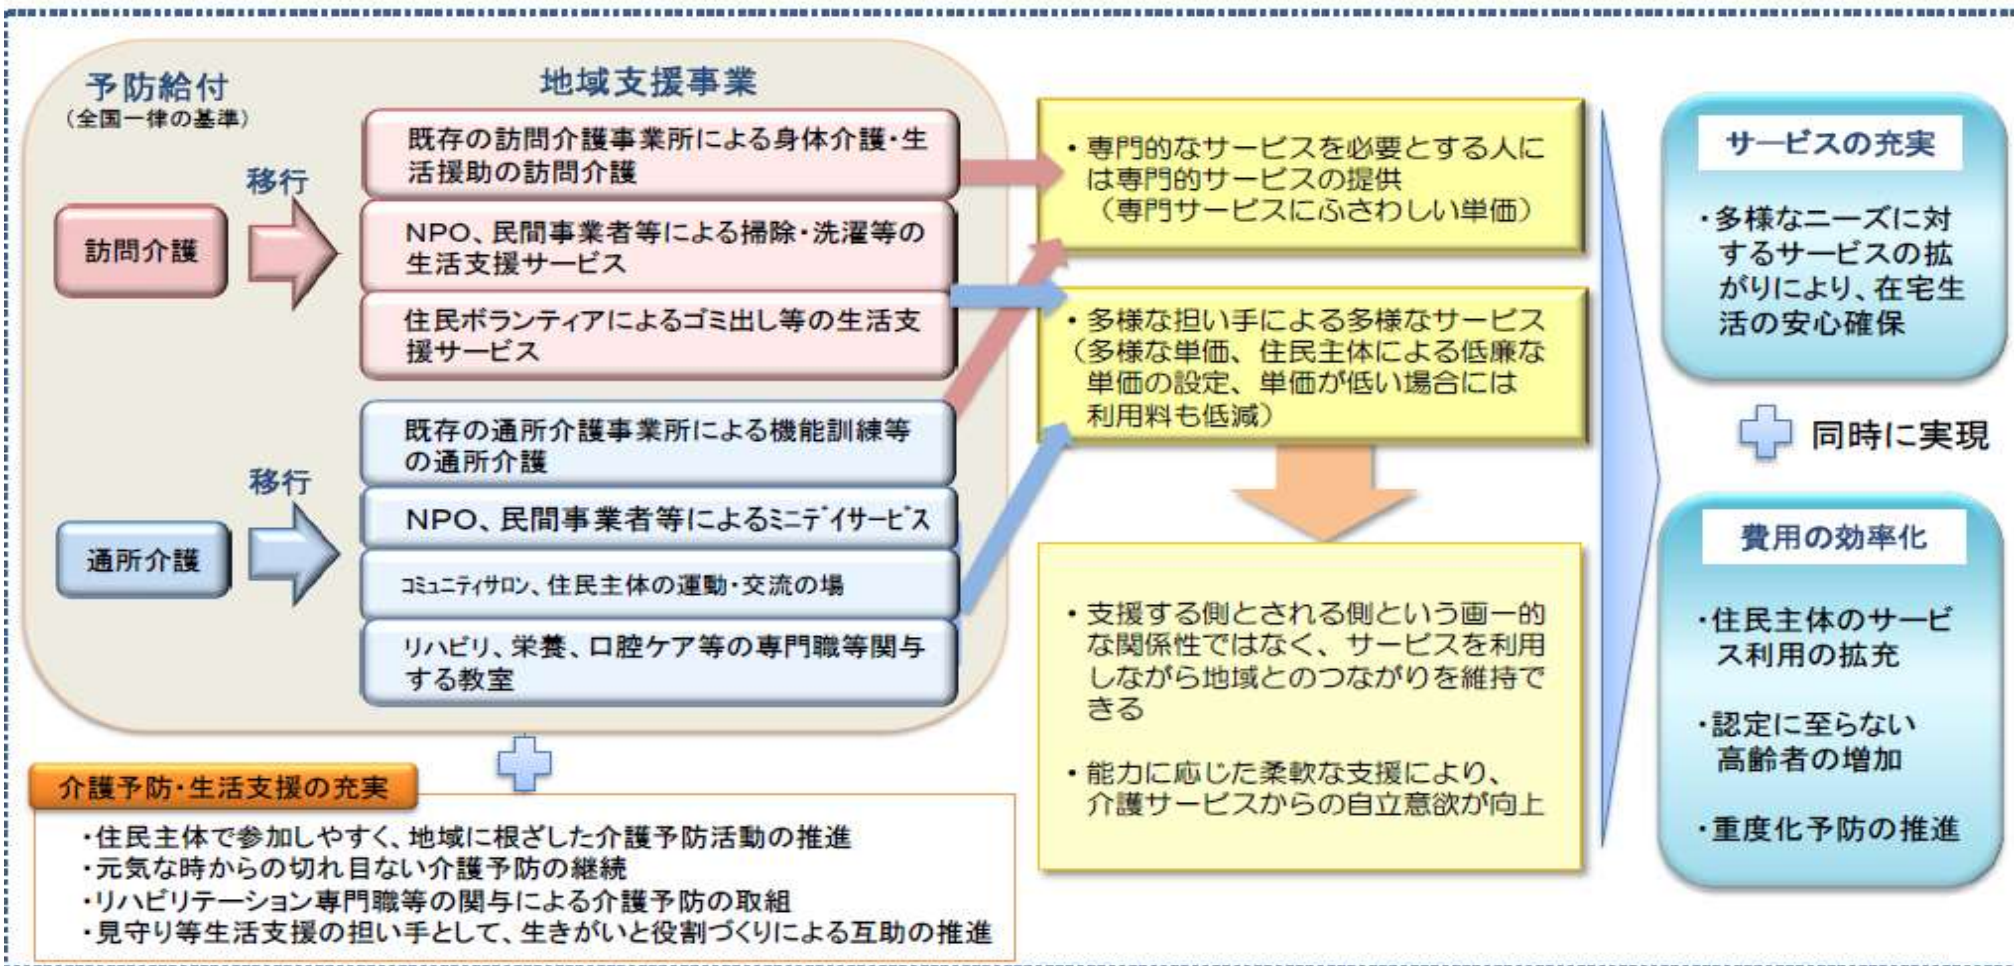 予防給付
(全国一律の基準)
地域支援事業
移行
訪問介護
既存の訪問介護事業所による身体介護・生
活援助の訪問介護
NPO、民間事業者等による掃除・洗濯等の
生活支援サービス
住民ボランティアによるゴミ出し等の生活支
援サービス
移行
通所介護
既存の通所介護事業所による機能訓練等
の通所介護
NPO、民間事業者等によるミニデイサービス
コミュニティサロン、住民主体の運動・交流の場
リハビリ、栄養、口腔ケア等の専門職等関与
する教室
介護予防・生活支援の充実
・住民主体で参加しやすく、地域に根ざした介護予防活動の推進
・元気な時からの切れ目ない介護予防の継続
・リハビリテーション専門職等の関与による介護予防の取組
・見守り等生活支援の担い手として、生きがいと役割づくりによる互助の推進
・専門的なサービスを必要とする人に
は専門的サービスの提供
(専門サービスにふさわしい単価)
・多様な担い手による多様なサービス
(多様な単価、住民主体による低廉な
単価の設定、単価が低い場合には
利用料も低減)
・支援する側とされる側という画一的
な関係性ではなく、サービスを利用
しながら地域とのつながりを維持で
きる
・能力に応じた柔軟な支援により、
介護サービスからの自立意欲が向上
サービスの充実
・多様なニーズに対
するサービスの拡
がりにより、在宅生
活の安心確保
同時に実現
費用の効率化
・住民主体のサービ
ス利用の拡充
・認定に至らない
高齢者の増加
・重度化予防の推進